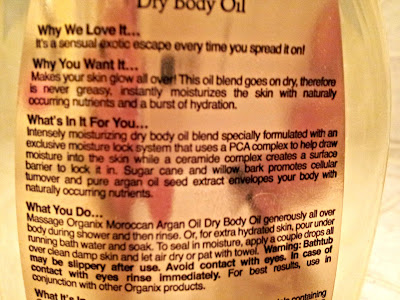 Dry Body Oil
Why We Love It...
It's a sensual exotic escape every time you spread it on!
Why You Want It...
Makes your skin glow all over! This oil blend goes on dry, therefore
is never greasy, instantly moisturizes the skin with naturally
occurring nutrients and a burst of hydration.
What's In It For You...
Intensely moisturizing dry body oil blend specially formulated with an
exclusive moisture lock system that uses a PCA complex to help draw
moisture into the skin while a ceramide complex creates a surface
barrier to lock it in. Sugar cane and willow bark promotes cellular
turnover and pure argan oil seed extract envelopes your body with
naturally occurring nutrients.
What You Do...
Massage Organix Moroccan Argan Oil Dry Body Oil generously all over
body during shower and then rinse. Or, for extra hydrated skin, pour under
running bath water and soak. To seal in moisture, apply a couple drops all
over clean damp skin and let air dry or pat with towel. Warning: Bathtub
may be slippery after use. Avoid contact with eyes. In case of
contact with eyes rinse immediately. For best results, use in
conjunction with other Organix products.
What It's In
containing